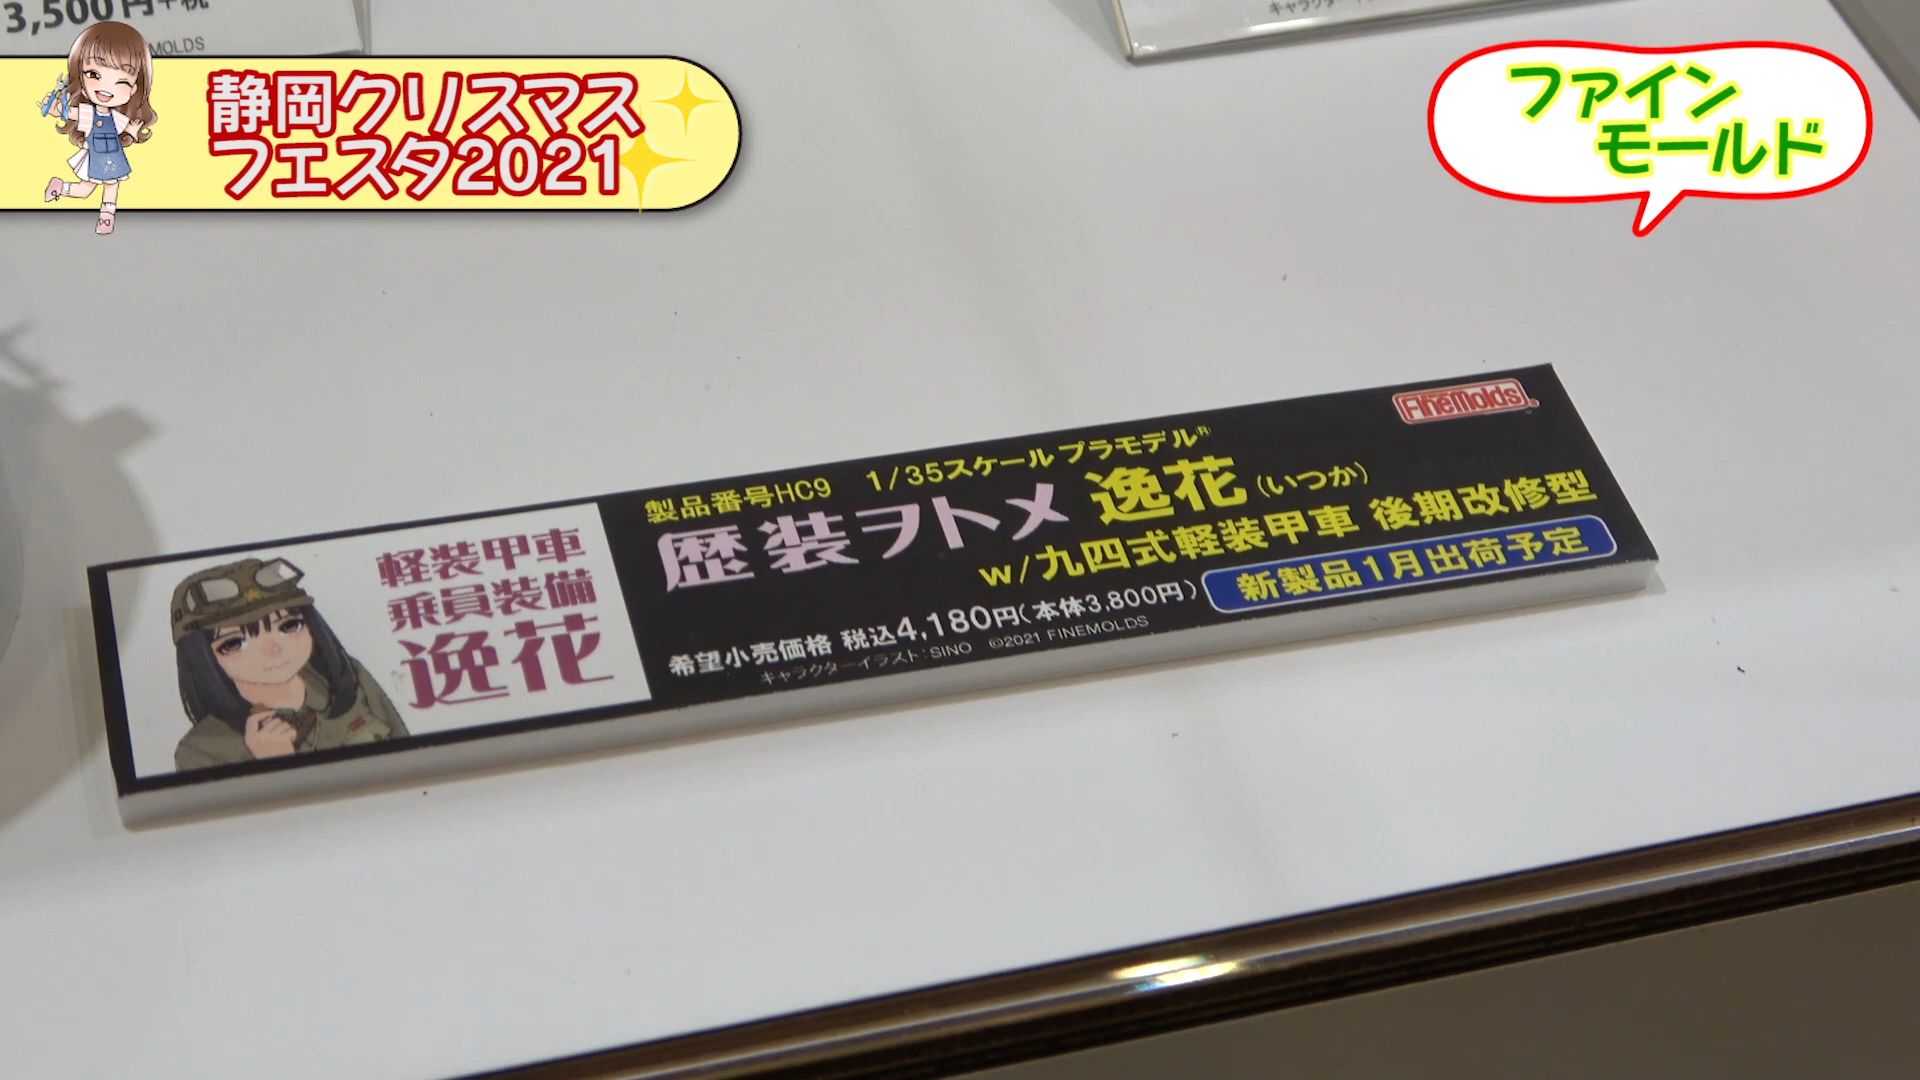 3,500円+税
MOLDS
静岡クリスマス
フェスタ2021
ファイン
モールド
軽装甲車
乗員装備
逸花
FineMolds
製品番号HC9 1/35スケールプラモデル®
歴装ヲトメ 逸花(いつか)
w/九四式軽装甲車 後期改修型
希望小売価格 税込4,180円(本体3,800円) 新製品1月出荷予定
キャラクターイラスト:SINO ©2021 FINEMOLDS